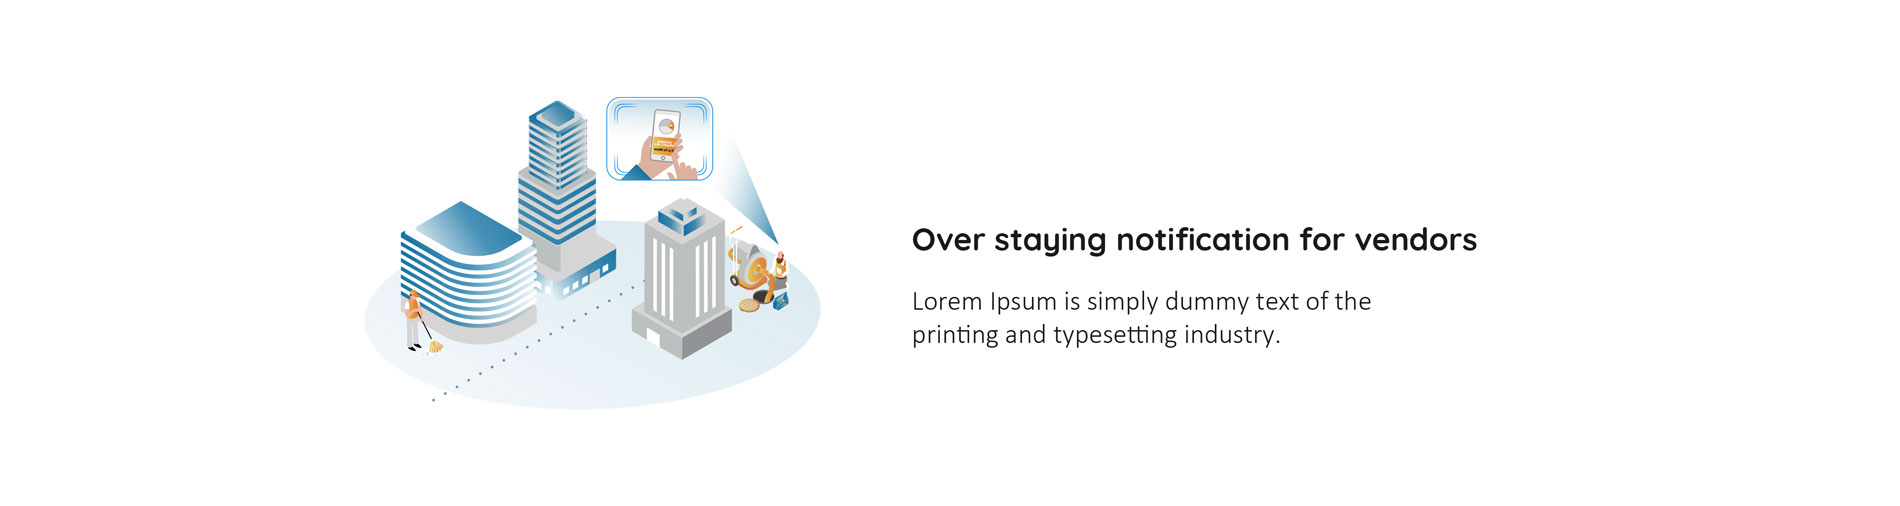 Over staying notification for vendors
Lorem Ipsum is simply dummy text of the
printing and typesetting industry.